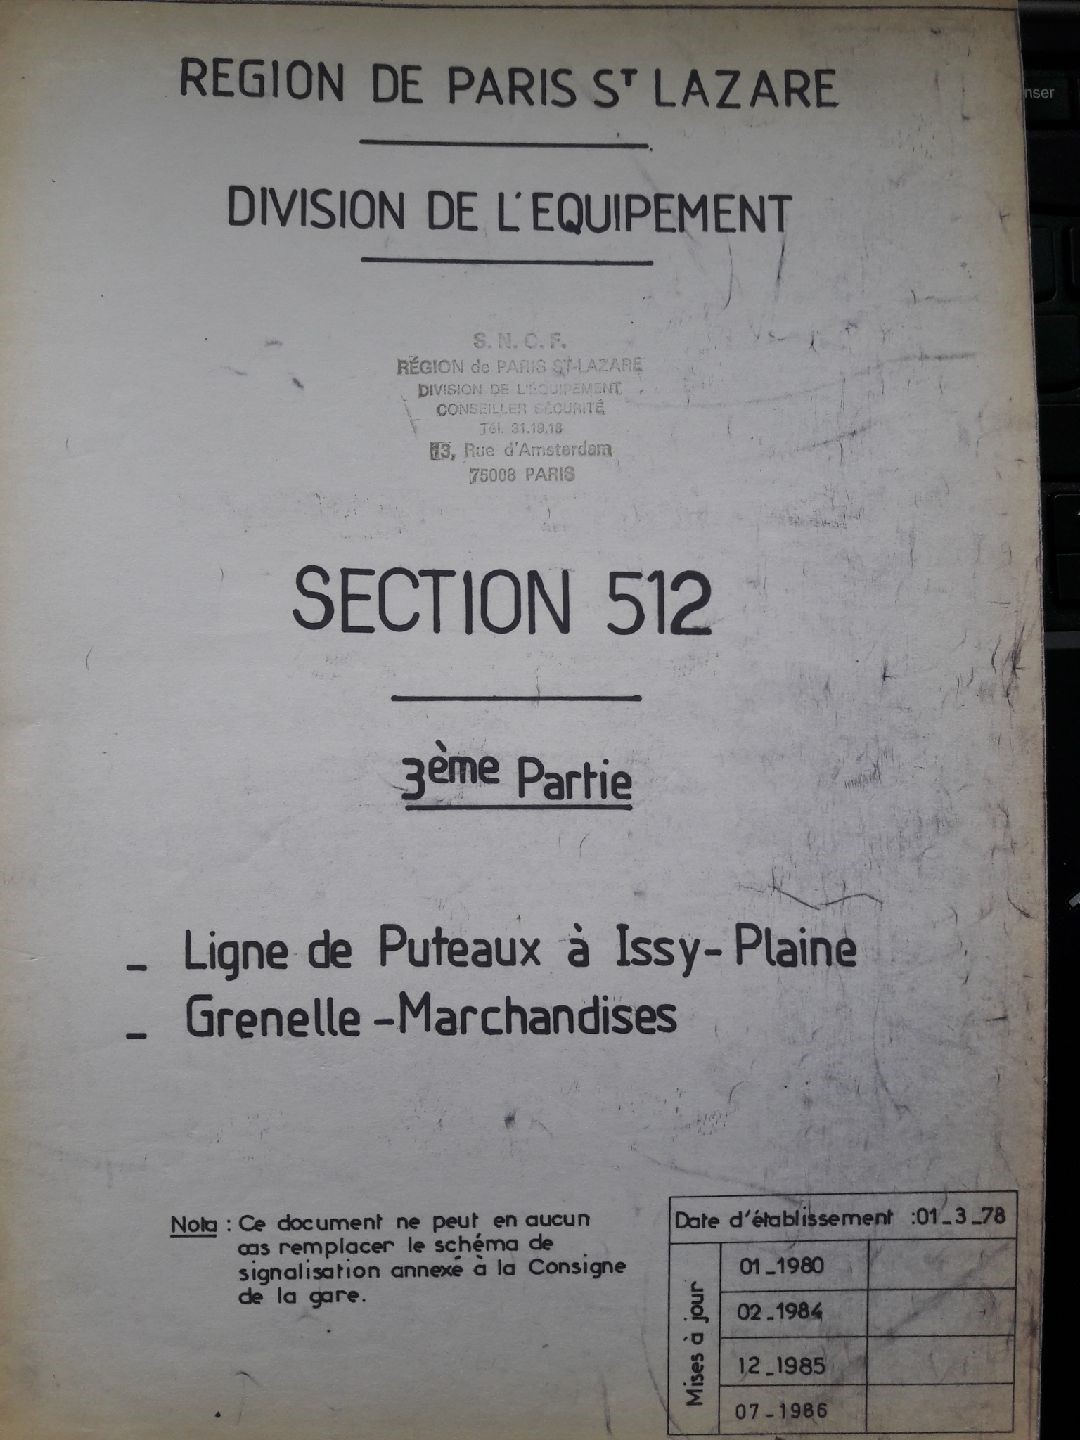 REGION DE PARIS ST LAZARE
DIVISION DE L'EQUIPEMENT
S. N. C. F.
RÉGION de PARIS ST-LAZARE
DIVISION DE L'ÉQUIPEMENT
CONSEILLER SÉCURITÉ
Tél. 31.19.18
13, Rue d'Amsterdam
75008 PARIS
SECTION 512
3ème Partie
_ Ligne de Puteaux à Issy-Plaine
_ Grenelle-Marchandises
Nota : Ce document ne peut en aucun
cas remplacer le schéma de
signalisation annexé à la Consigne
de la gare.
Date d'établissement :01_3_78
Mises à jour
01_1980
02_1984
12_1985
07-1986